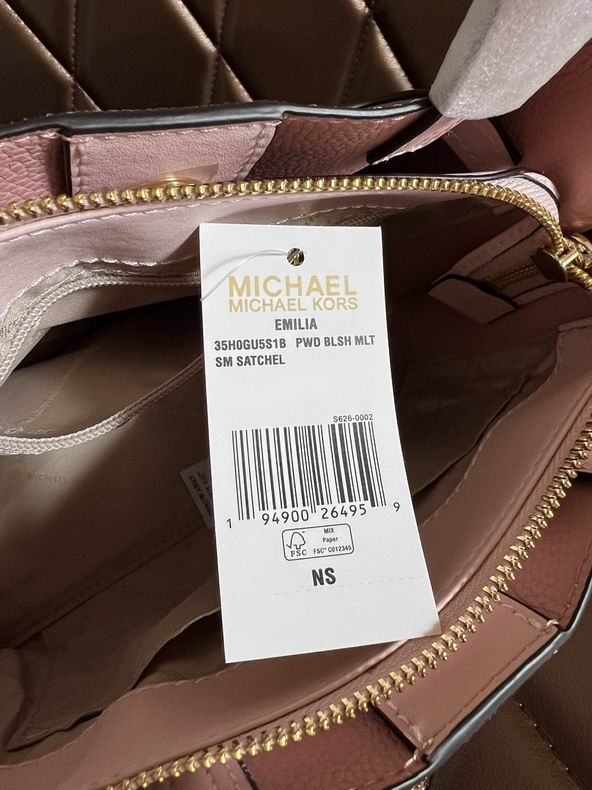 MICHAEL
MICHAEL KORS
EMILIA
35H0GU5S1B PWD BLSH MLT
SM SATCHEL
S626-0002
1 94900 26495 9
FSC
MIX
Paper
FSC® C012345
NS
MICHAEL